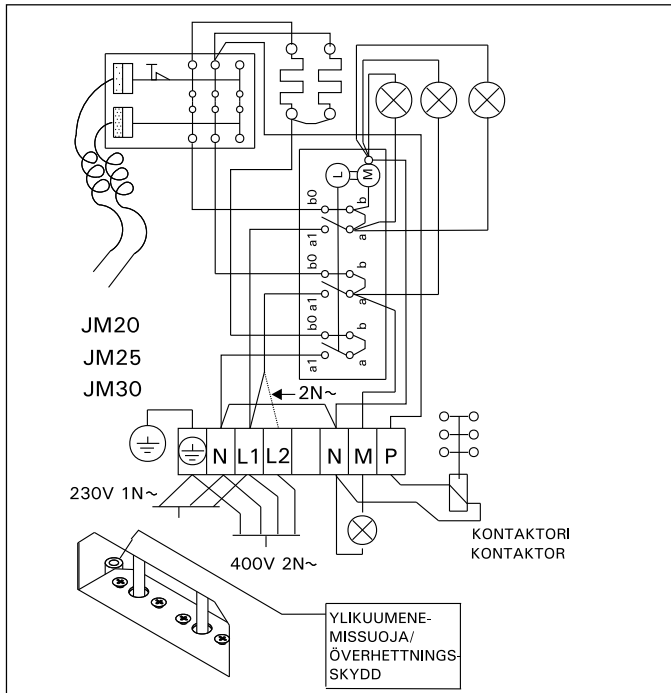 L M
b0 b
a1 a
b0 b
a1 a
b0 b
a1 a
JM20
JM25
JM30
2N~
N L1 L2 N M P
230V 1N~
400V 2N~
KONTAKTORI
KONTAKTOR
YLIKUUMENE-
MISSUOJA/
ÖVERHETTNINGS-
SKYDD